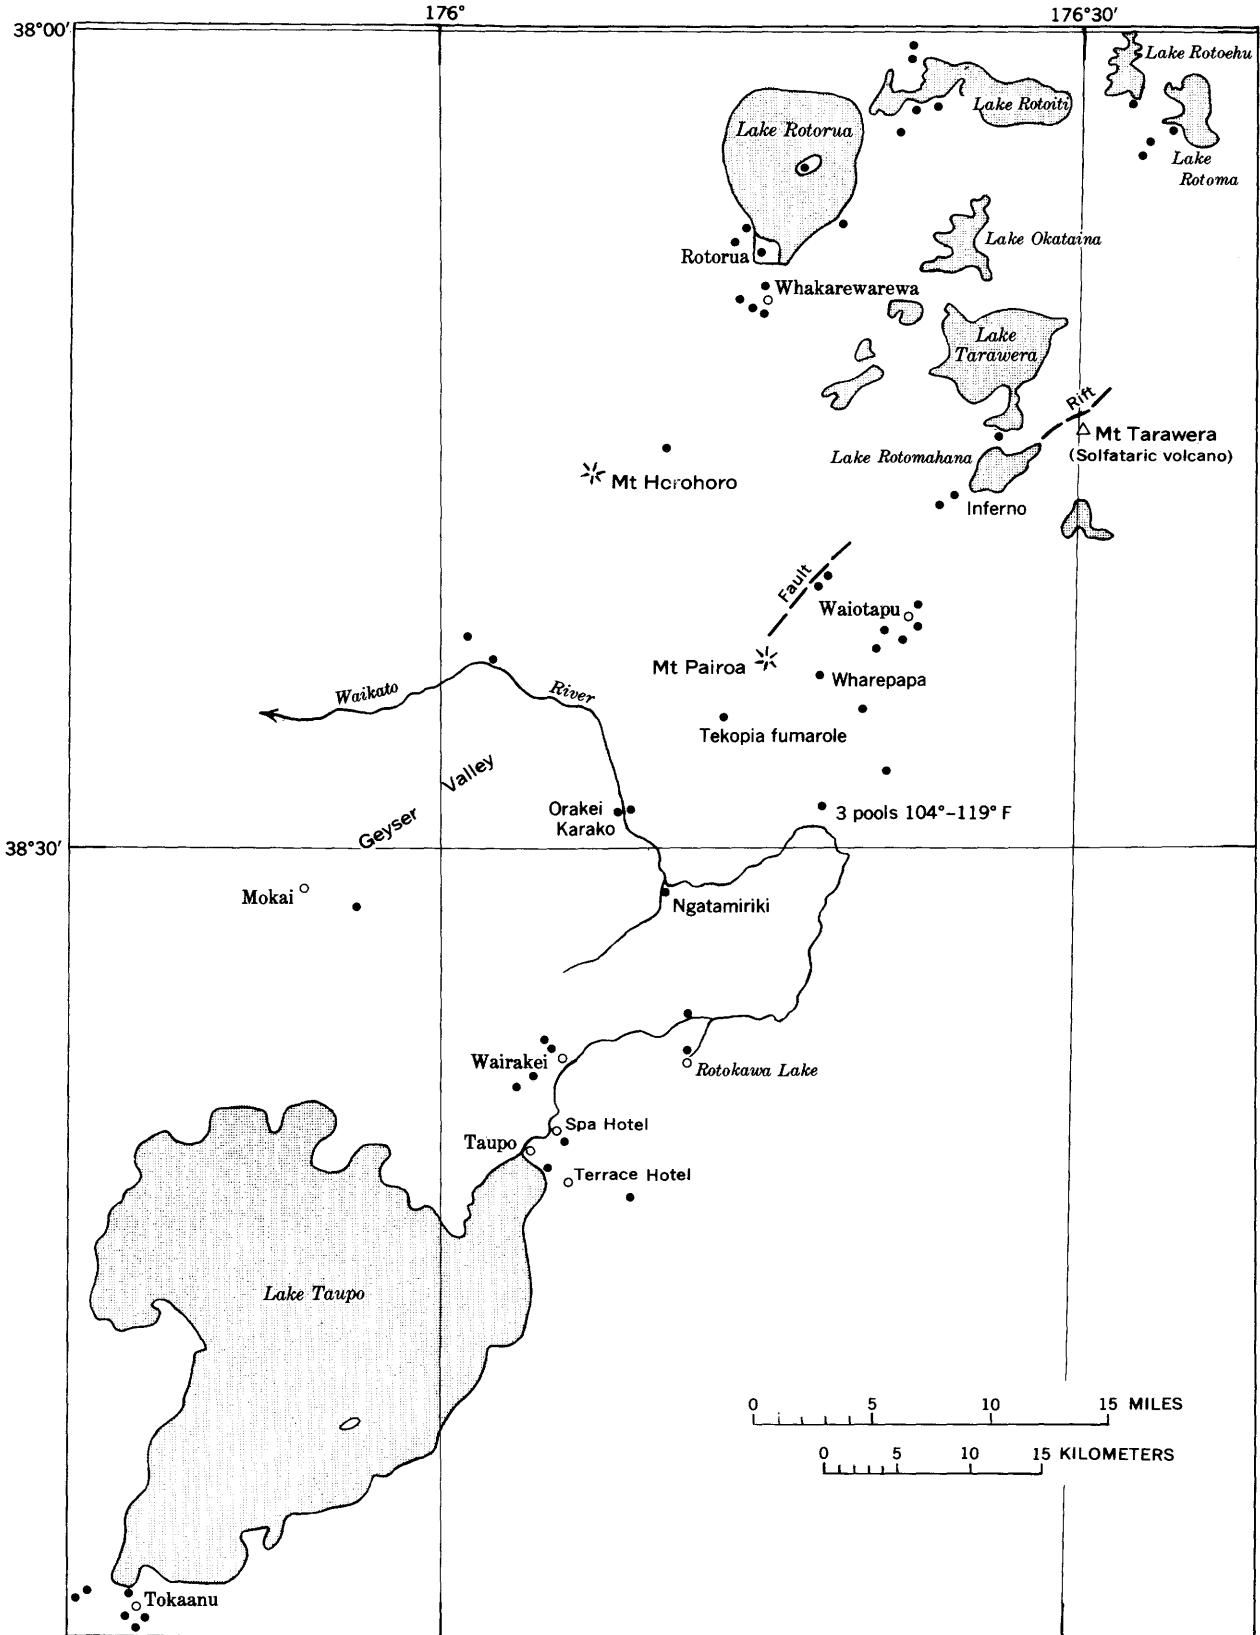 176°
176°30′
38°00′
Lake Rotoehu
Lake Rotoiti
Lake Rotorua
Lake
Rotoma
Lake Okataina
Rotorua
Whakarewarewa
Lake
Tarawera
Rift
Mt Tarawera
(Solfataric volcano)
Lake Rotomahana
Mt Horohoro
Inferno
Fault
Waiotapu
Mt Pairoa
Wharepapa
Waikato
River
Tekopia fumarole
Geyser Valley
Orakei
Karako
3 pools 104°–119° F
38°30′
Mokai
Ngatamiriki
Wairakei
Rotokawa Lake
Spa Hotel
Taupo
Terrace Hotel
Lake Taupo
0 5 10 15 MILES
0 5 10 15 KILOMETERS
Tokaanu